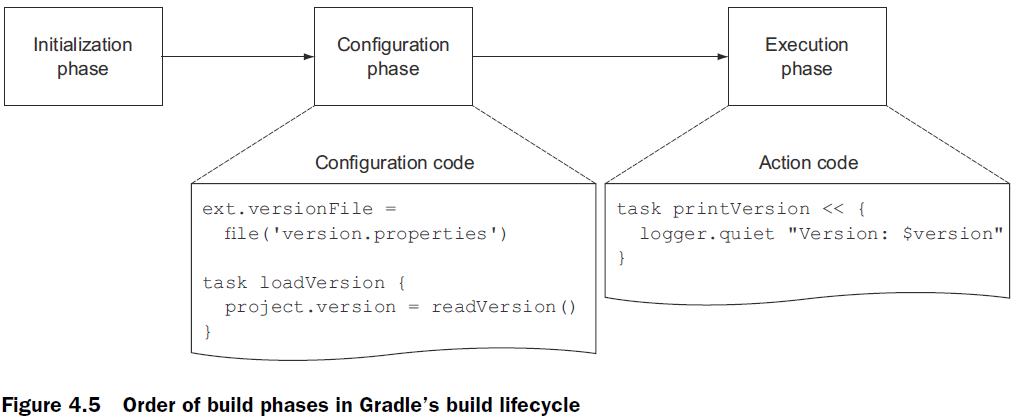 Initialization
phase
Configuration
phase
Execution
phase
Configuration code
ext.versionFile =
  file('version.properties')
task loadVersion {
  project.version = readVersion()
}
Action code
task printVersion << {
  logger.quiet "Version: $version"
}
Figure 4.5 Order of build phases in Gradle's build lifecycle